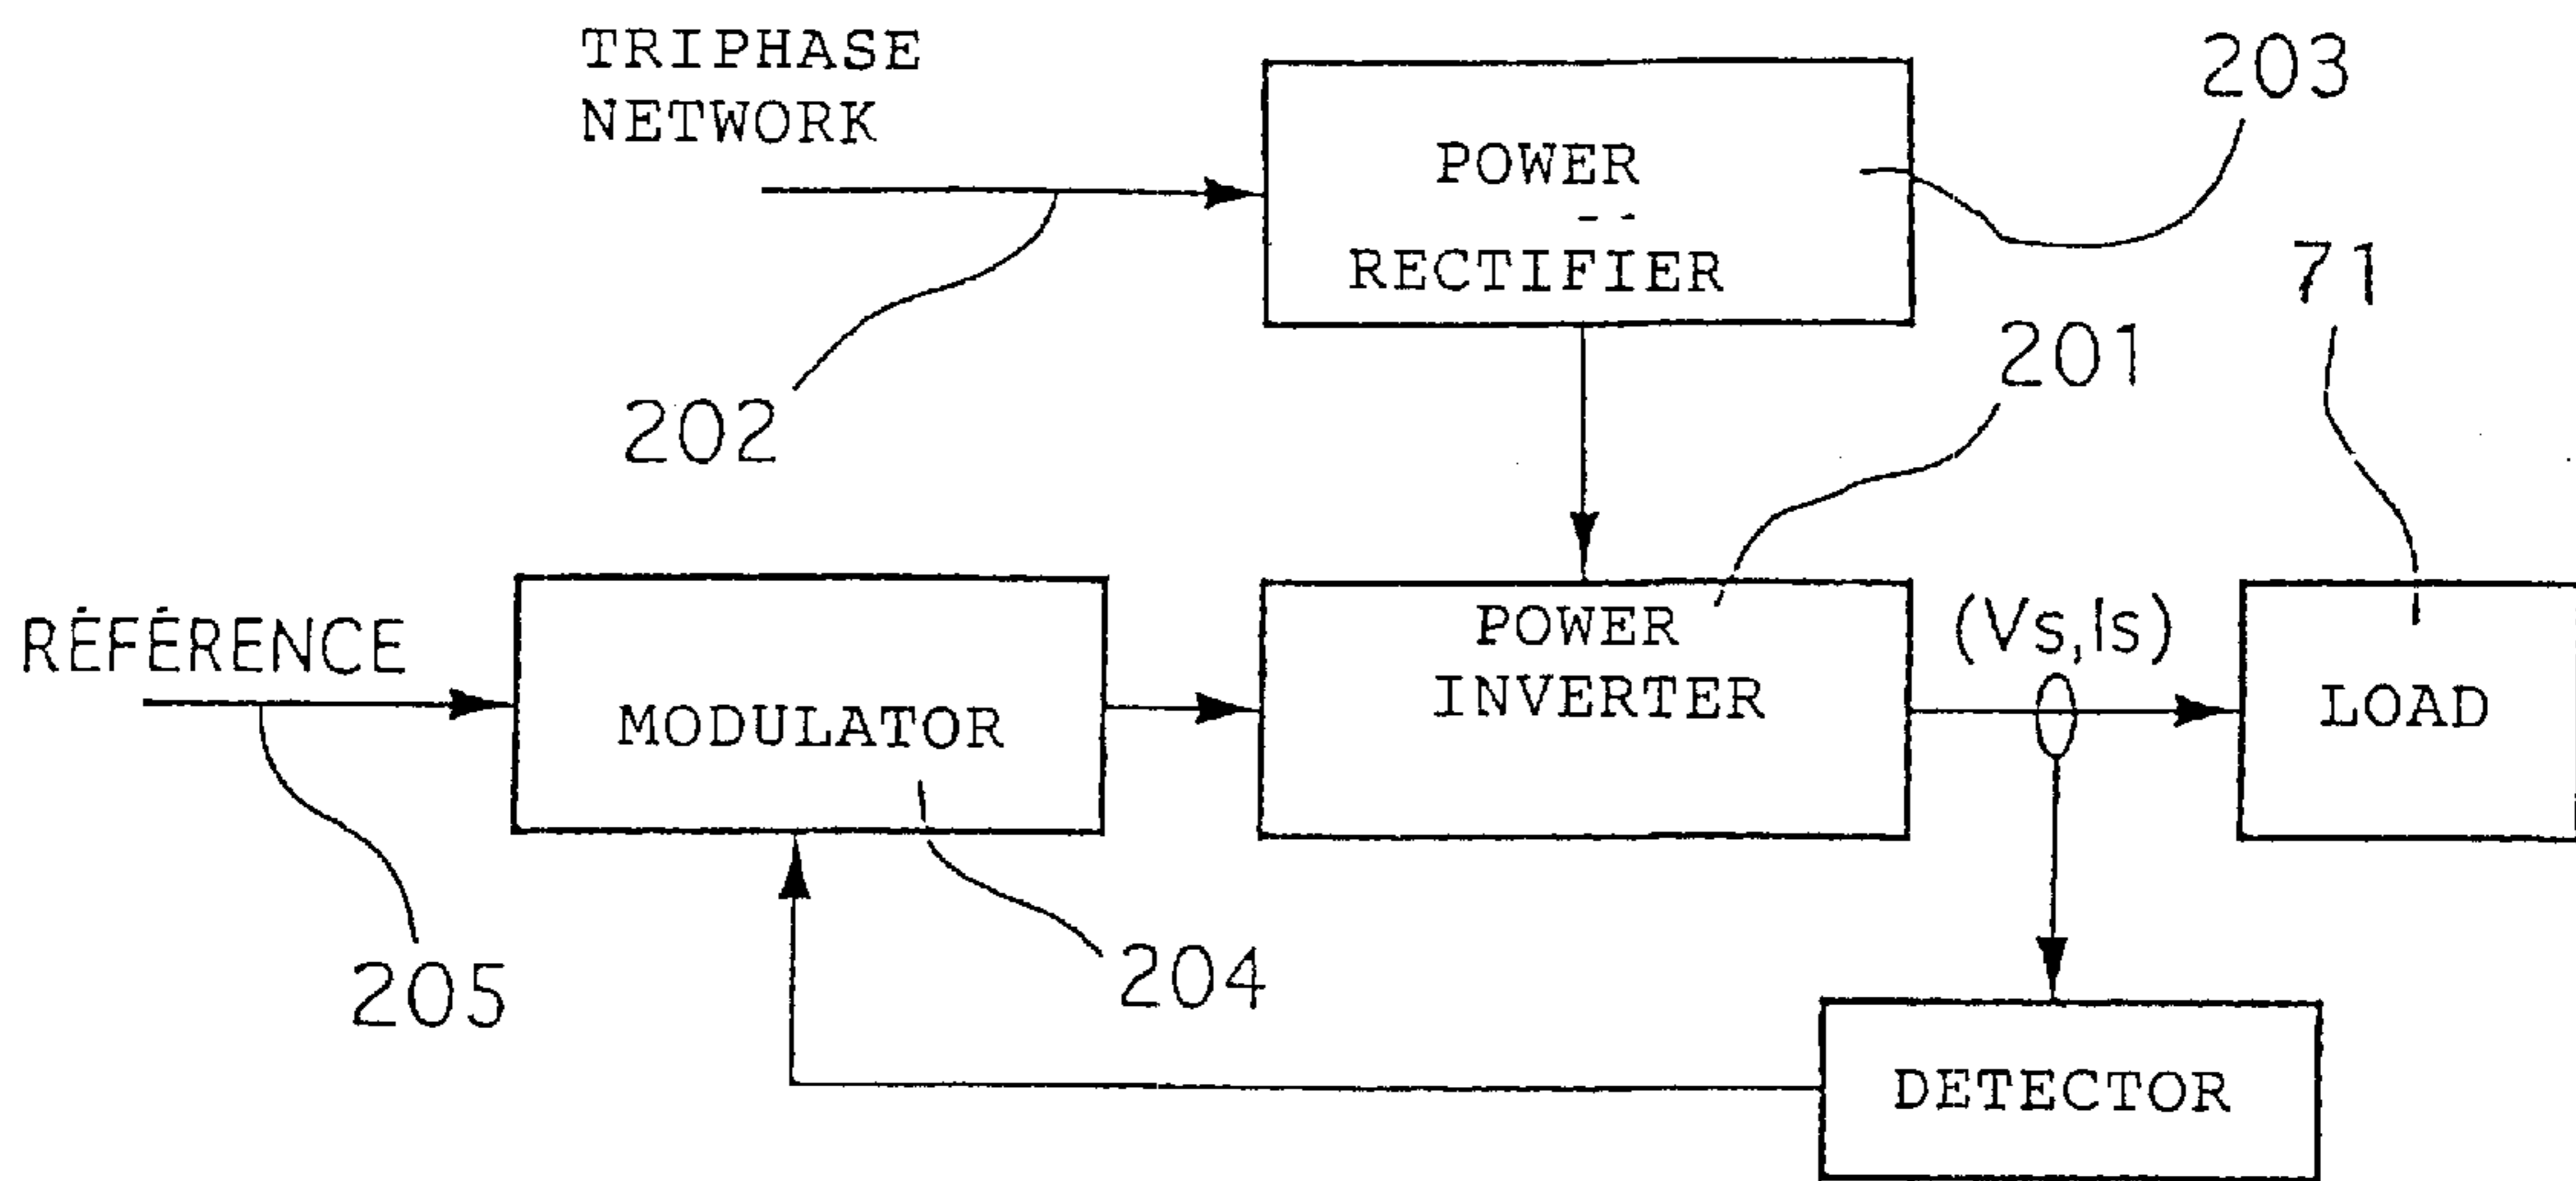 TRIPHASE
NETWORK
203
POWER
RECTIFIER
71
202
201
RÉFÉRENCE
MODULATOR
POWER
INVERTER
(Vs,Is)
LOAD
205
204
DETECTOR